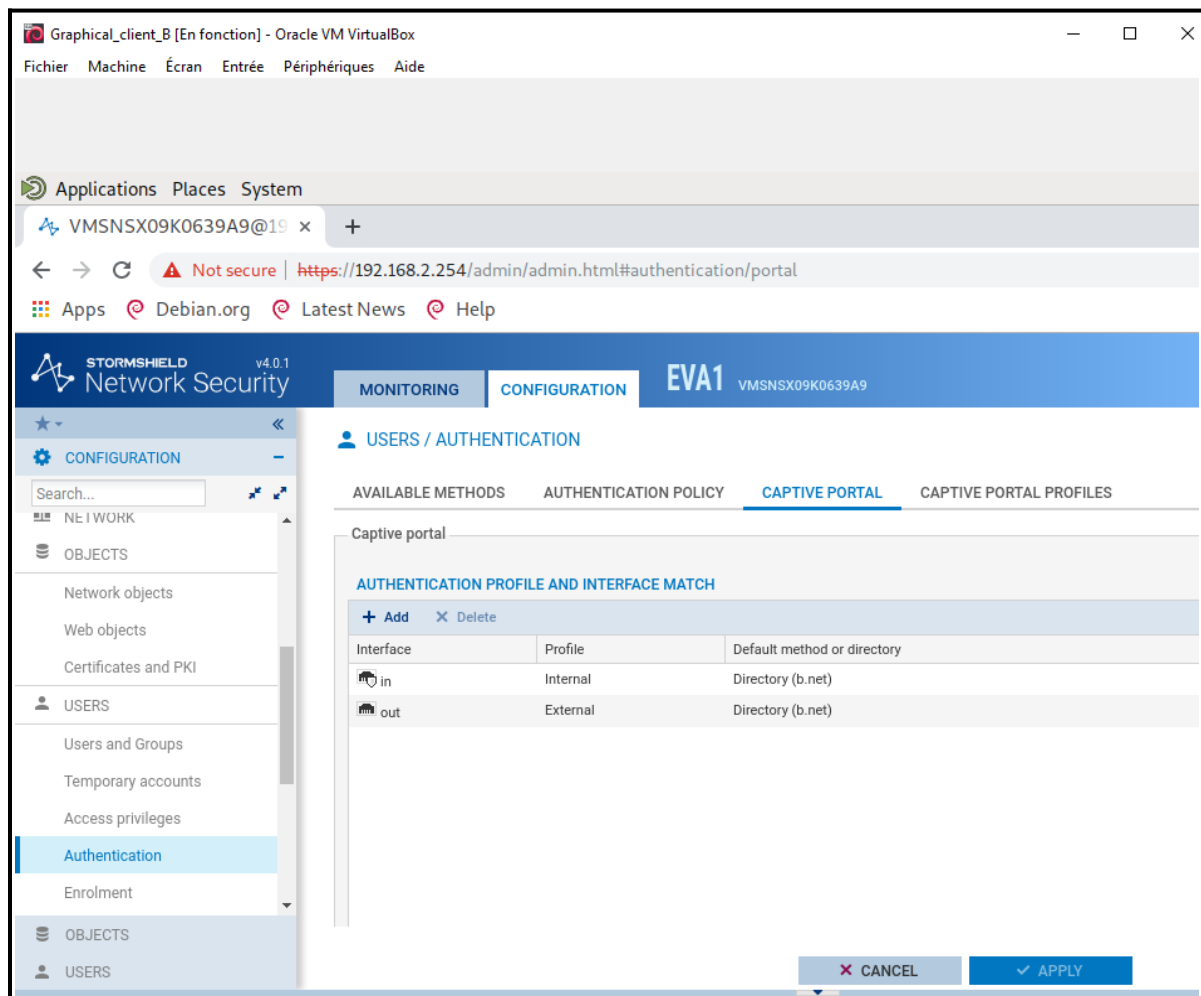 Graphical_client_B [En fonction] - Oracle VM VirtualBox
Fichier Machine Écran Entrée Périphériques Aide
Applications Places System
VMSNSX09K0639A9@19
Not secure | https://192.168.2.254/admin/admin.html#authentication/portal
Apps Debian.org Latest News Help
STORMSHIELD v4.0.1
Network Security
MONITORING CONFIGURATION EVA1 VMSNSX09K0639A9
CONFIGURATION
Search...
NETWORK
OBJECTS
Network objects
Web objects
Certificates and PKI
USERS
Users and Groups
Temporary accounts
Access privileges
Authentication
Enrolment
OBJECTS
USERS
USERS / AUTHENTICATION
AVAILABLE METHODS AUTHENTICATION POLICY CAPTIVE PORTAL CAPTIVE PORTAL PROFILES
Captive portal
AUTHENTICATION PROFILE AND INTERFACE MATCH
+ Add Delete
Interface Profile Default method or directory
in Internal Directory (b.net)
out External Directory (b.net)
CANCEL APPLY